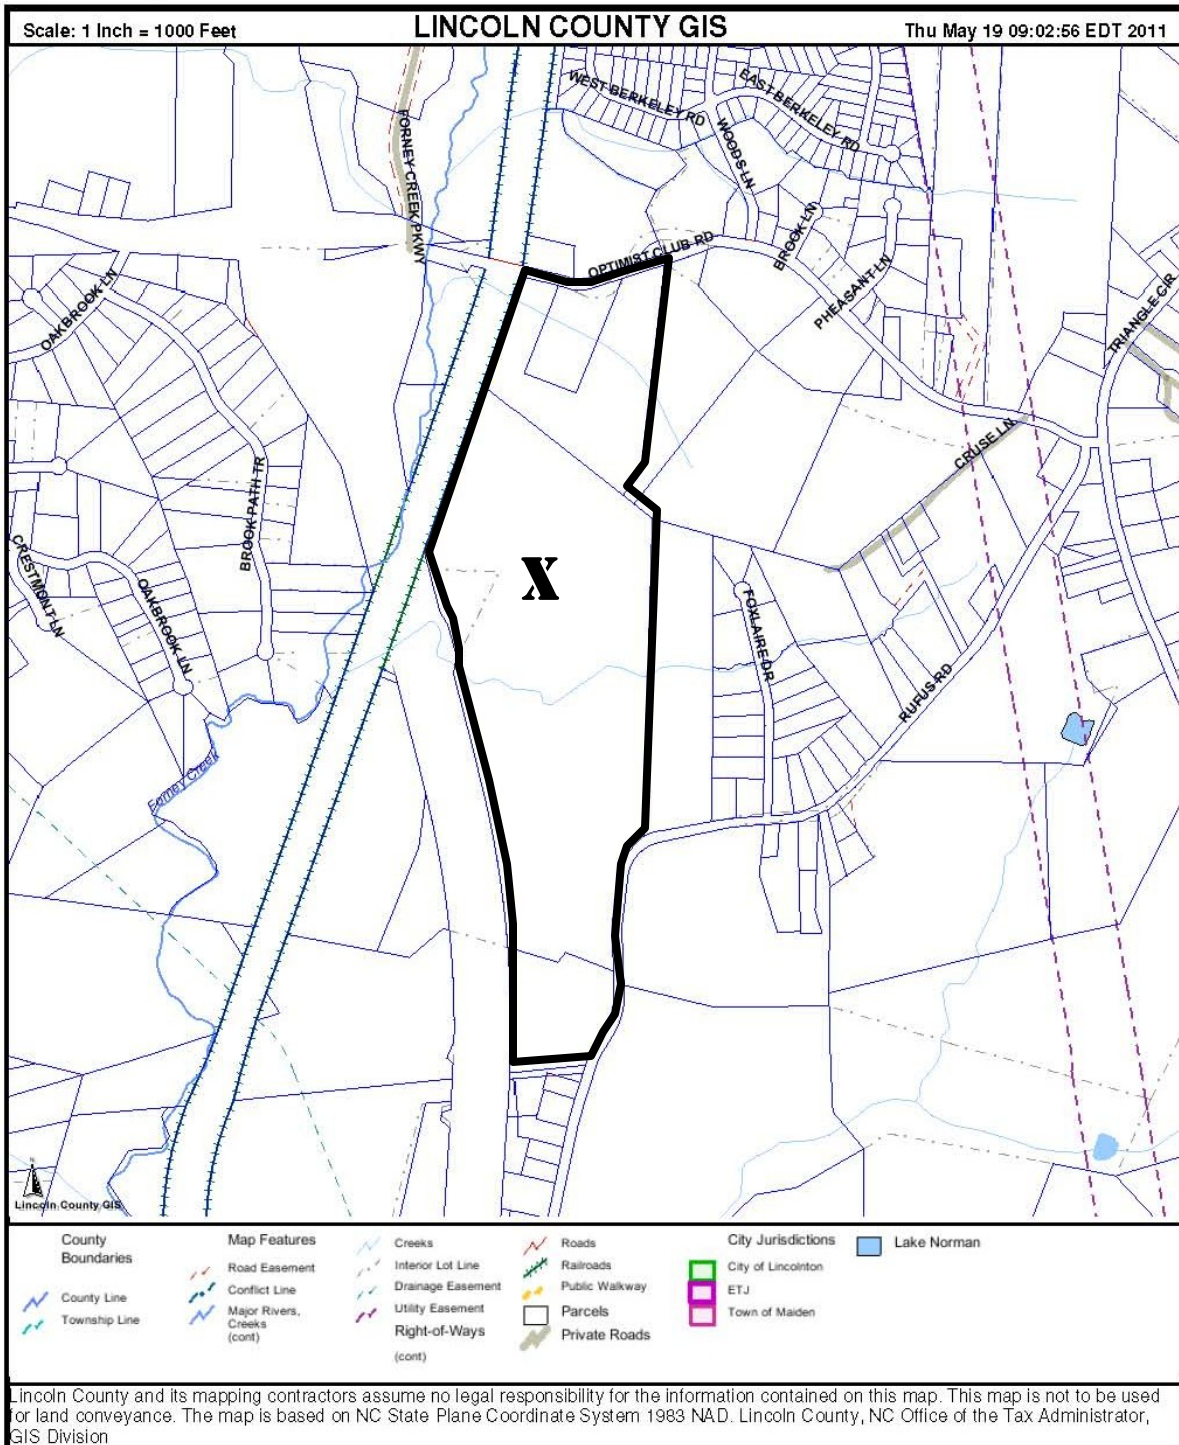 Scale: 1 Inch = 1000 Feet
LINCOLN COUNTY GIS
Thu May 19 09:02:56 EDT 2011
WEST BERKELEY RD
EAST BERKELEY RD
FORNEY CREEK PKWY
WOODS LN
BROOK LN
OPTIMIST CLUB RD
PHEASANT LN
OAKBROOK LN
TRIANGLE CIR
CRUSE LN
BROOK PATH TR
CRESTMONT LN
OAKBROOK LN
X
FOXLAIRE DR
RUFUS RD
Forney Creek
N
Lincoln County GIS
County
Boundaries
County Line
Township Line
Map Features
Road Easement
Conflict Line
Major Rivers,
Creeks
(cont)
Creeks
Interior Lot Line
Drainage Easement
Utility Easement
Right-of-Ways
(cont)
Roads
Railroads
Public Walkway
Parcels
Private Roads
City Jurisdictions
City of Lincolnton
ETJ
Town of Maiden
Lake Norman
Lincoln County and its mapping contractors assume no legal responsibility for the information contained on this map. This map is not to be used
for land conveyance. The map is based on NC State Plane Coordinate System 1983 NAD. Lincoln County, NC Office of the Tax Administrator,
GIS Division